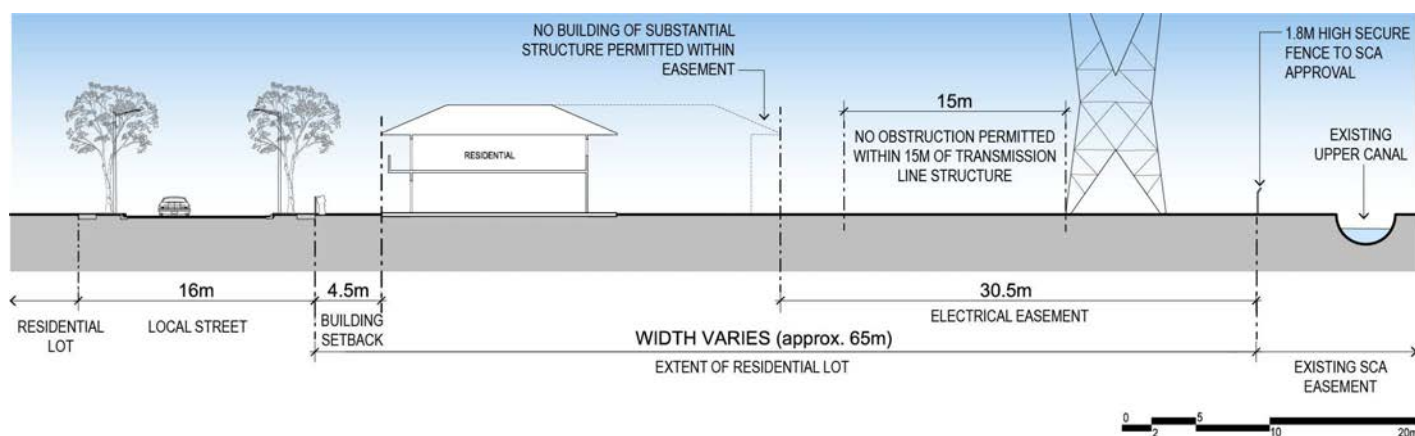 NO BUILDING OF SUBSTANTIAL
STRUCTURE PERMITTED WITHIN
EASEMENT
1.8M HIGH SECURE
FENCE TO SCA
APPROVAL
15m
NO OBSTRUCTION PERMITTED
WITHIN 15M OF TRANSMISSION
LINE STRUCTURE
EXISTING
UPPER CANAL
RESIDENTIAL
16m
4.5m
30.5m
RESIDENTIAL
LOT
LOCAL STREET
BUILDING
SETBACK
ELECTRICAL EASEMENT
WIDTH VARIES (approx. 65m)
EXTENT OF RESIDENTIAL LOT
EXISTING SCA
EASEMENT
0 5
2 10 20m